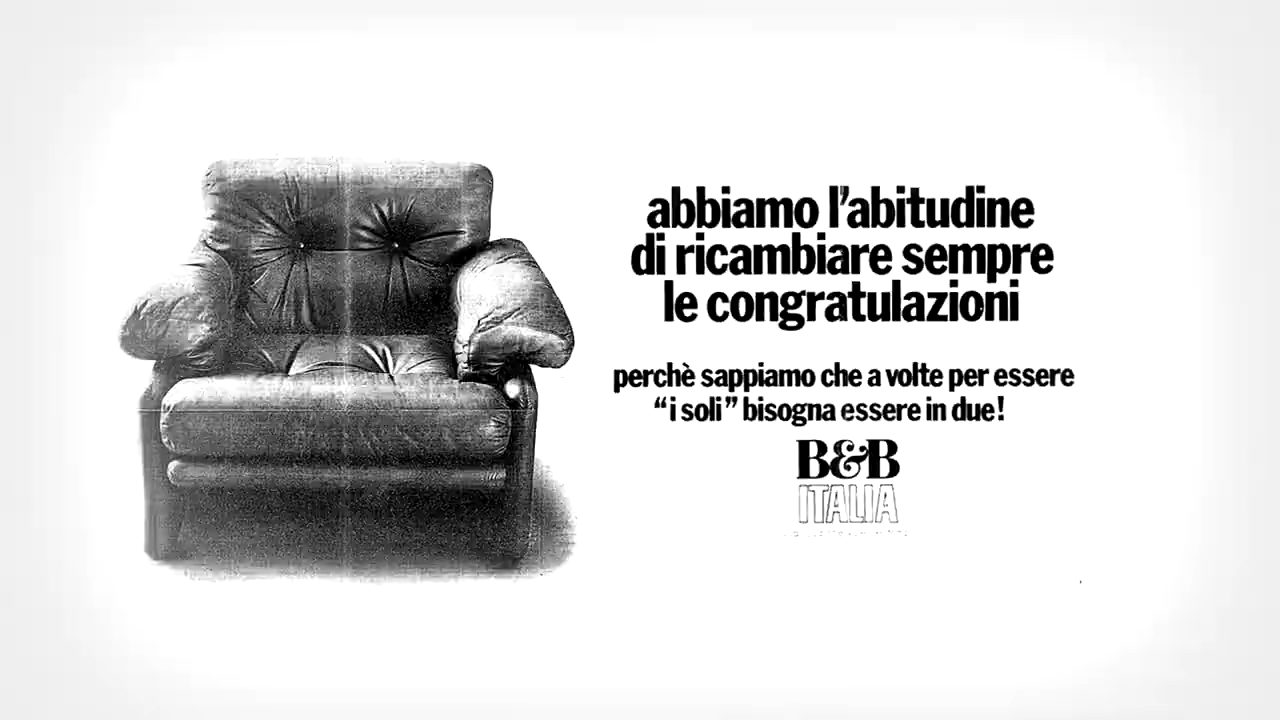 abbiamo l'abitudine
di ricambiare sempre
le congratulazioni
perchè sappiamo che a volte per essere
“i soli” bisogna essere in due!
B&B
ITALIA